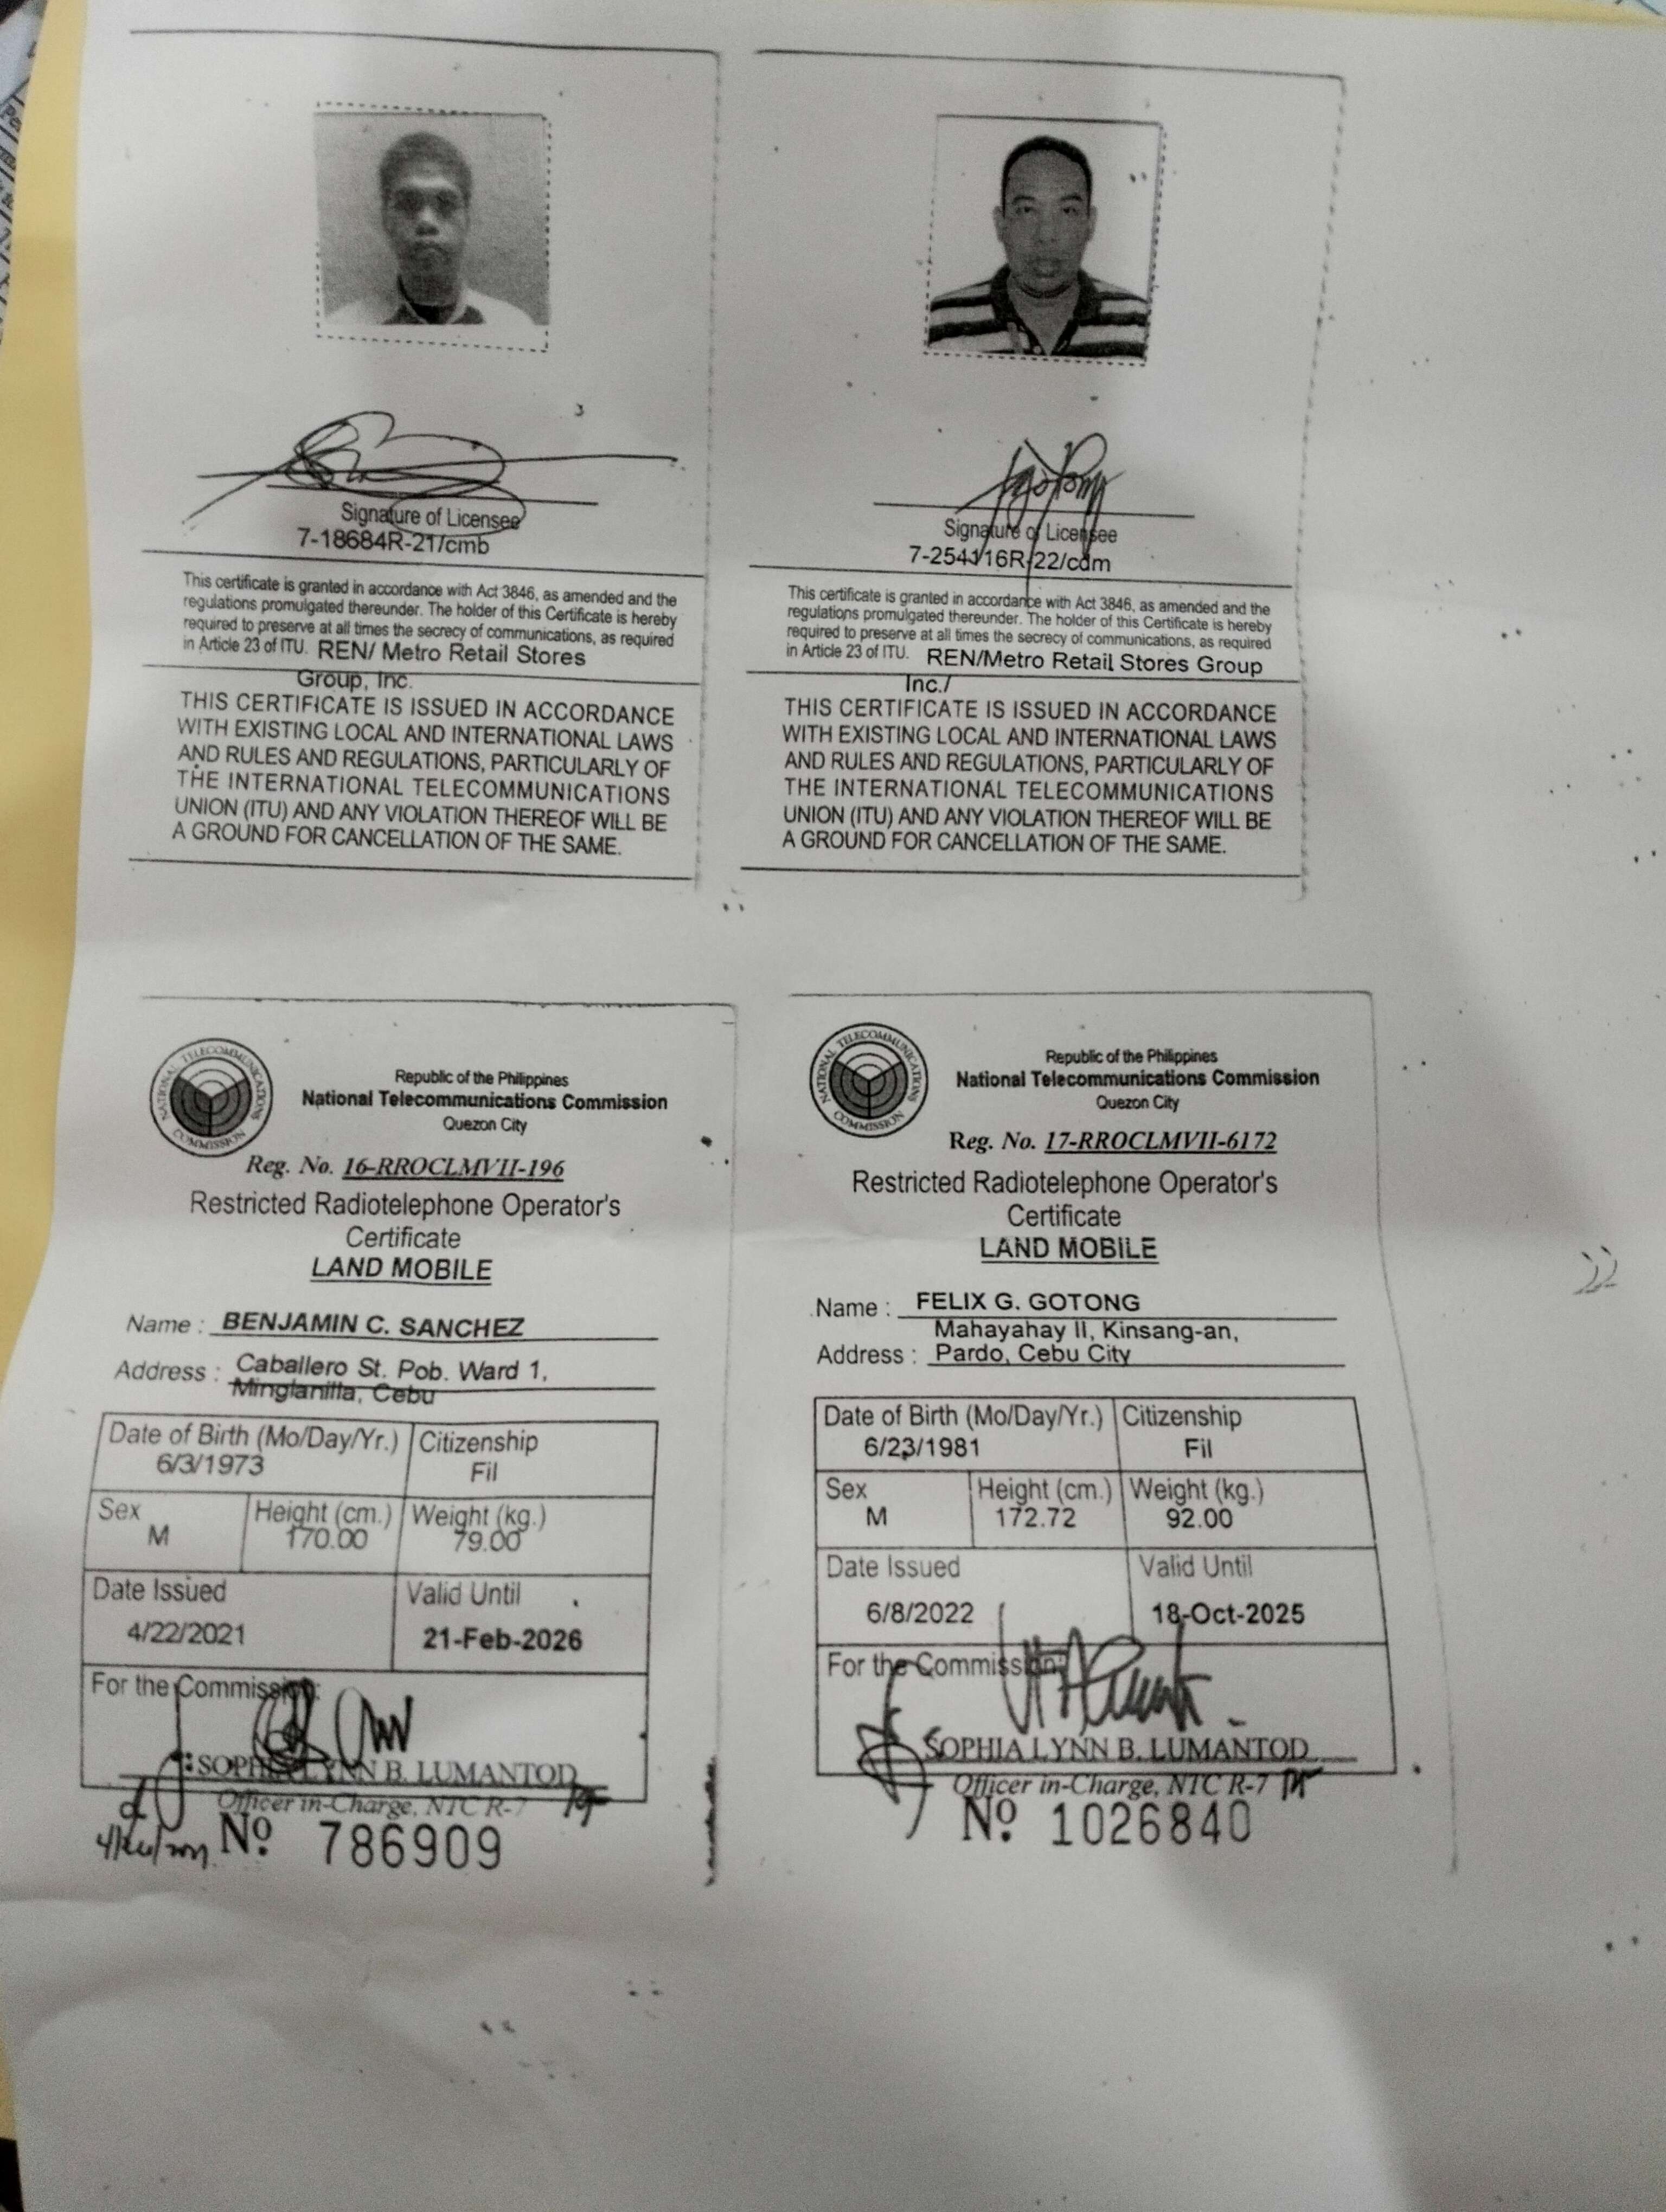 Signature of Licensee
7-18684R-21/cmb
This certificate is granted in accordance with Act 3846, as amended and the
regulations promulgated thereunder. The holder of this Certificate is hereby
required to preserve at all times the secrecy of communications, as required
in Article 23 of ITU. REN/ Metro Retail Stores
Group, Inc.
THIS CERTIFICATE IS ISSUED IN ACCORDANCE
WITH EXISTING LOCAL AND INTERNATIONAL LAWS
AND RULES AND REGULATIONS, PARTICULARLY OF
THE INTERNATIONAL TELECOMMUNICATIONS
UNION (ITU) AND ANY VIOLATION THEREOF WILL BE
A GROUND FOR CANCELLATION OF THE SAME.
Signature of Licensee
7-254116R-22/cdm
This certificate is granted in accordance with Act 3846, as amended and the
regulations promulgated thereunder. The holder of this Certificate is hereby
required to preserve at all times the secrecy of communications, as required
in Article 23 of ITU. REN/Metro Retail Stores Group
Inc./
THIS CERTIFICATE IS ISSUED IN ACCORDANCE
WITH EXISTING LOCAL AND INTERNATIONAL LAWS
AND RULES AND REGULATIONS, PARTICULARLY OF
THE INTERNATIONAL TELECOMMUNICATIONS
UNION (ITU) AND ANY VIOLATION THEREOF WILL BE
A GROUND FOR CANCELLATION OF THE SAME.
NATIONAL TELECOMMUNICATIONS COMMISSION
Republic of the Philippines
National Telecommunications Commission
Quezon City
Reg. No. 16-RROCLMVII-196
Restricted Radiotelephone Operator's
Certificate
LAND MOBILE
Name : BENJAMIN C. SANCHEZ
Address : Caballero St. Pob. Ward 1,
Minglanilla, Cebu
Date of Birth (Mo/Day/Yr.) Citizenship
6/3/1973 Fil
Sex Height (cm.) Weight (kg.)
M 170.00 79.00
Date Issued Valid Until
4/22/2021 21-Feb-2026
For the Commission:
SOPHIA LYNN B. LUMANTOD
Officer in-Charge, NTC R-7
Nº 786909
NATIONAL TELECOMMUNICATIONS COMMISSION
Republic of the Philippines
National Telecommunications Commission
Quezon City
Reg. No. 17-RROCLMVII-6172
Restricted Radiotelephone Operator's
Certificate
LAND MOBILE
Name : FELIX G. GOTONG
Mahayahay II, Kinsang-an,
Address : Pardo, Cebu City
Date of Birth (Mo/Day/Yr.) Citizenship
6/23/1981 Fil
Sex Height (cm.) Weight (kg.)
M 172.72 92.00
Date Issued Valid Until
6/8/2022 18-Oct-2025
For the Commission:
SOPHIA LYNN B. LUMANTOD
Officer in-Charge, NTC R-7
Nº 1026840